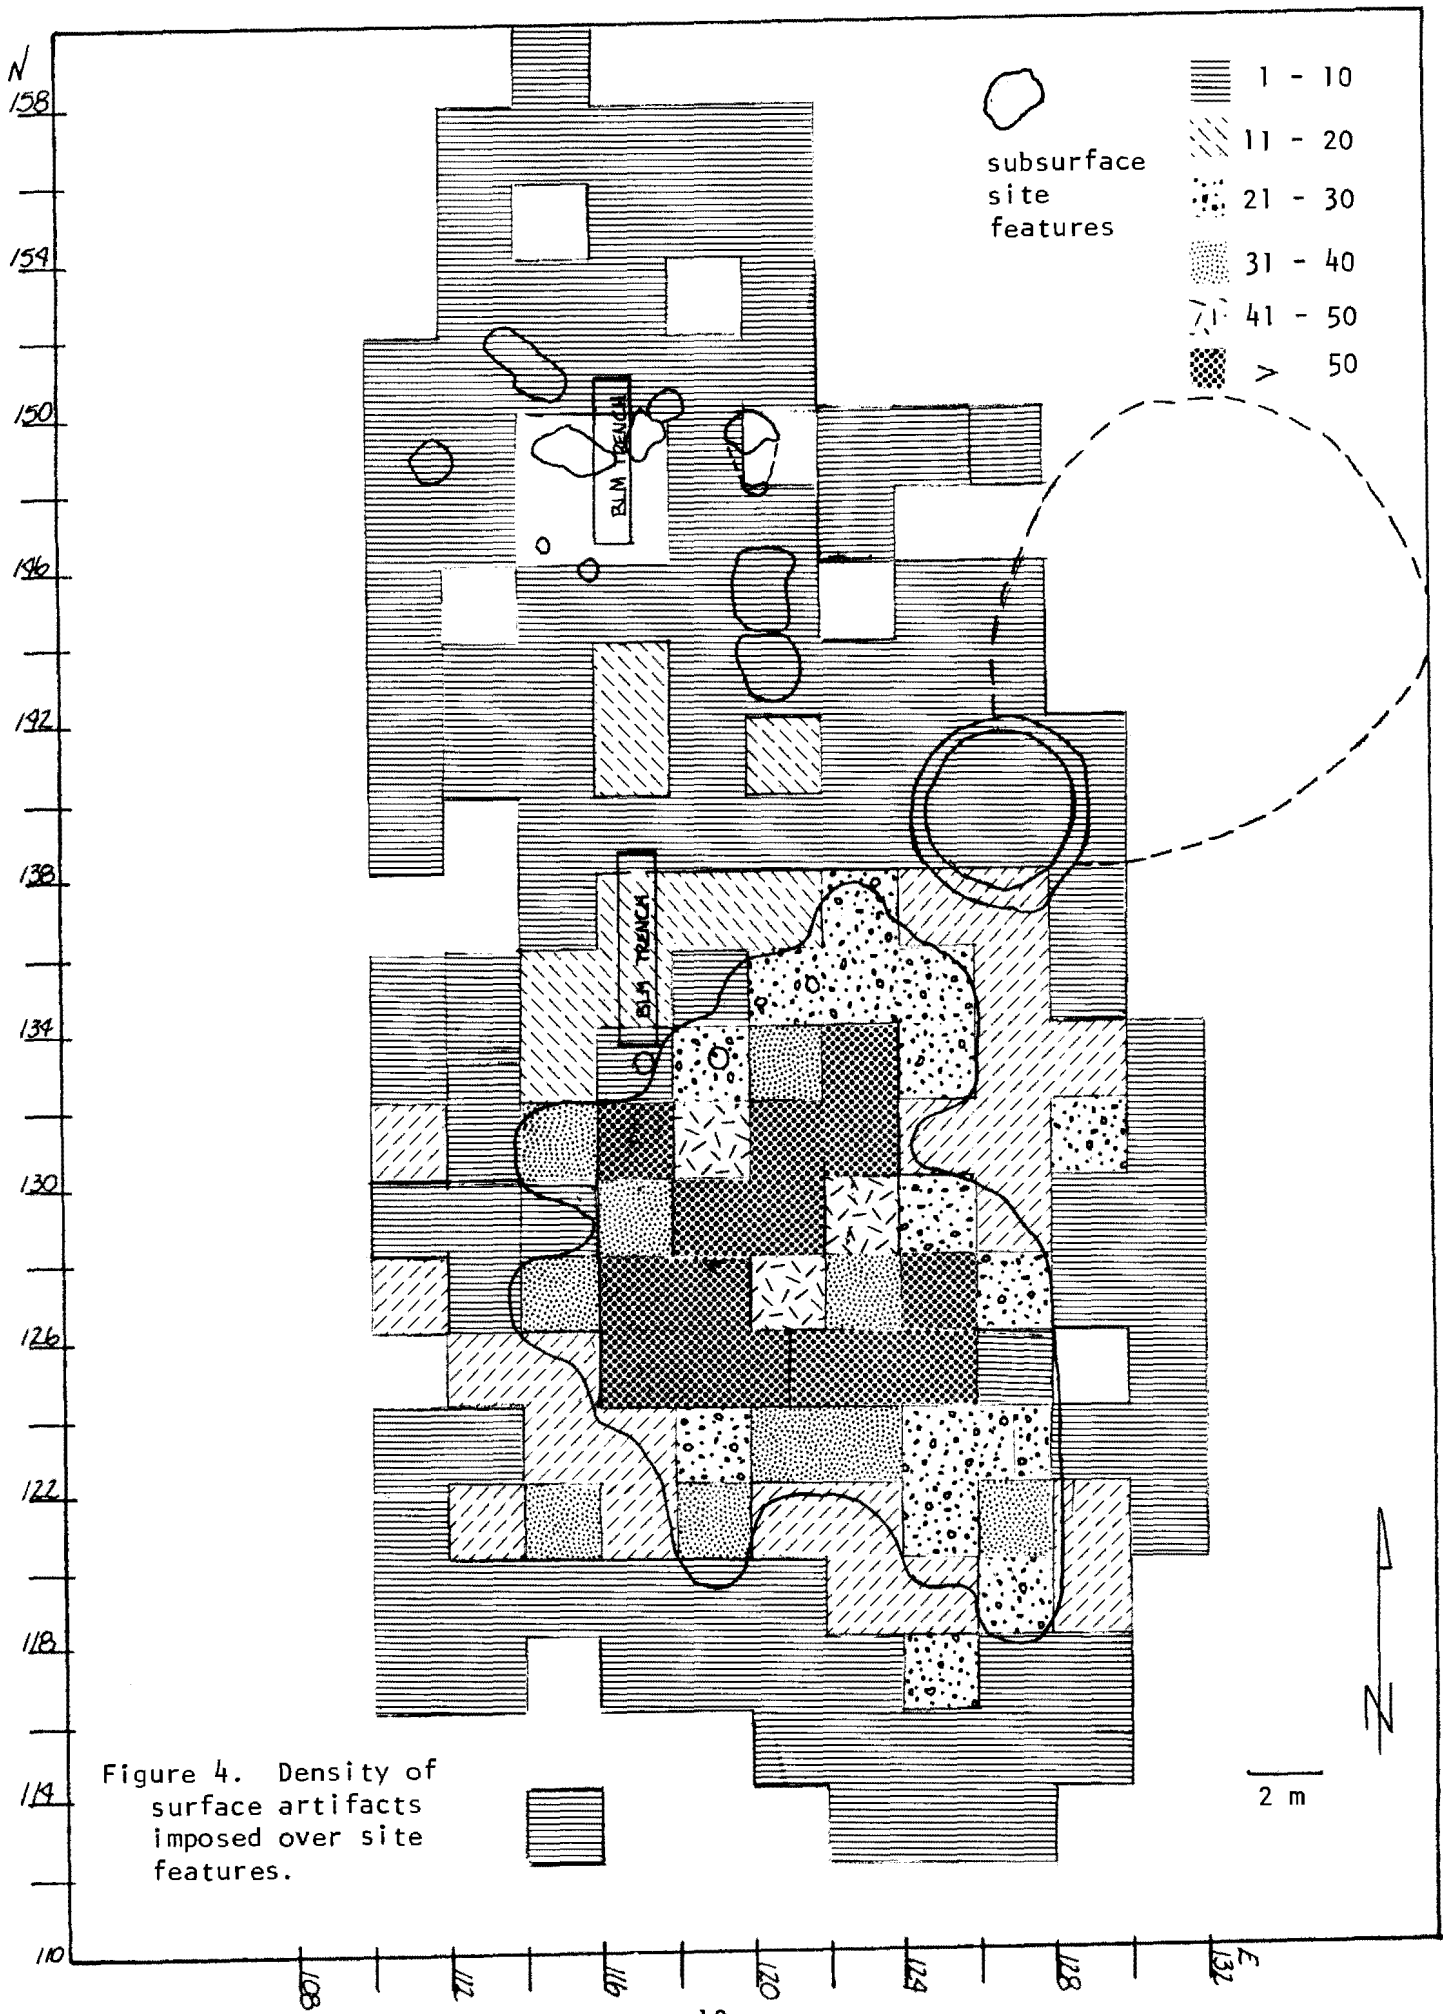 N
158
154
150
146
142
138
134
130
126
122
118
114
110
subsurface
site
features
1 - 10
11 - 20
21 - 30
31 - 40
41 - 50
> 50
BLM TRENCH
BLM TRENCH
Figure 4. Density of
surface artifacts
imposed over site
features.
2 m
N
108
112
116
120
124
128
132
E